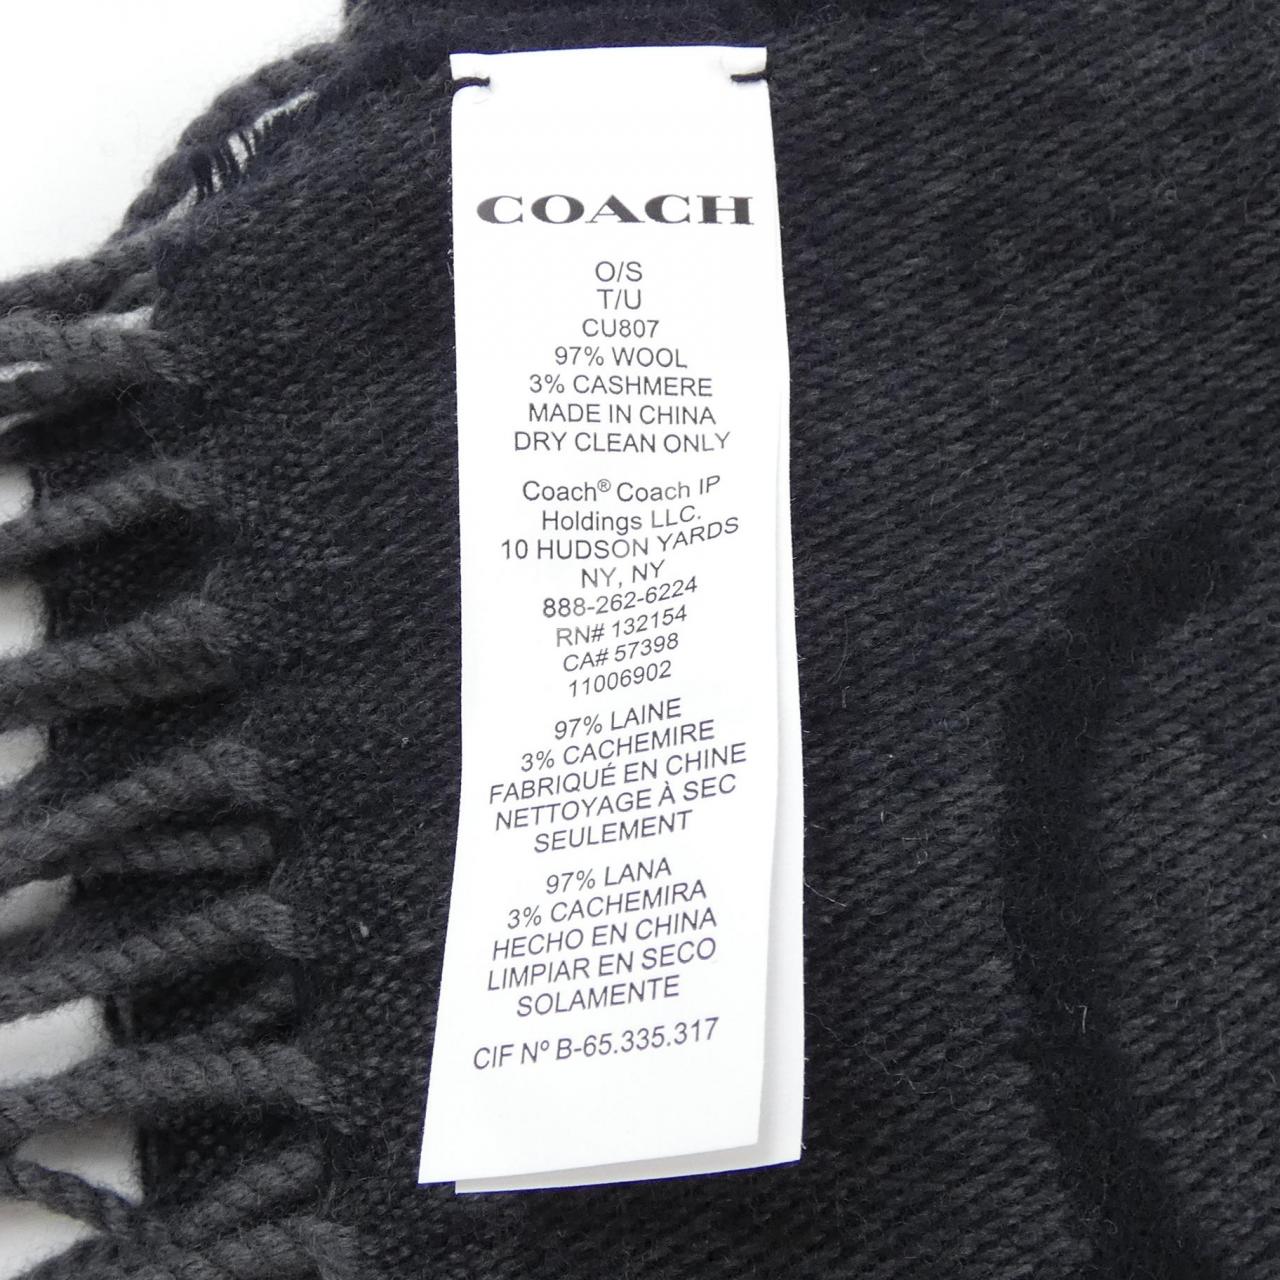 COACH
O/S
T/U
CU807
97% WOOL
3% CASHMERE
MADE IN CHINA
DRY CLEAN ONLY
Coach® Coach IP
Holdings LLC.
10 HUDSON YARDS
NY, NY
888-262-6224
RN# 132154
CA# 57398
11006902
97% LAINE
3% CACHEMIRE
FABRIQUÉ EN CHINE
NETTOYAGE À SEC
SEULEMENT
97% LANA
3% CACHEMIRA
HECHO EN CHINA
LIMPIAR EN SECO
SOLAMENTE
CIF Nº B-65.335.317